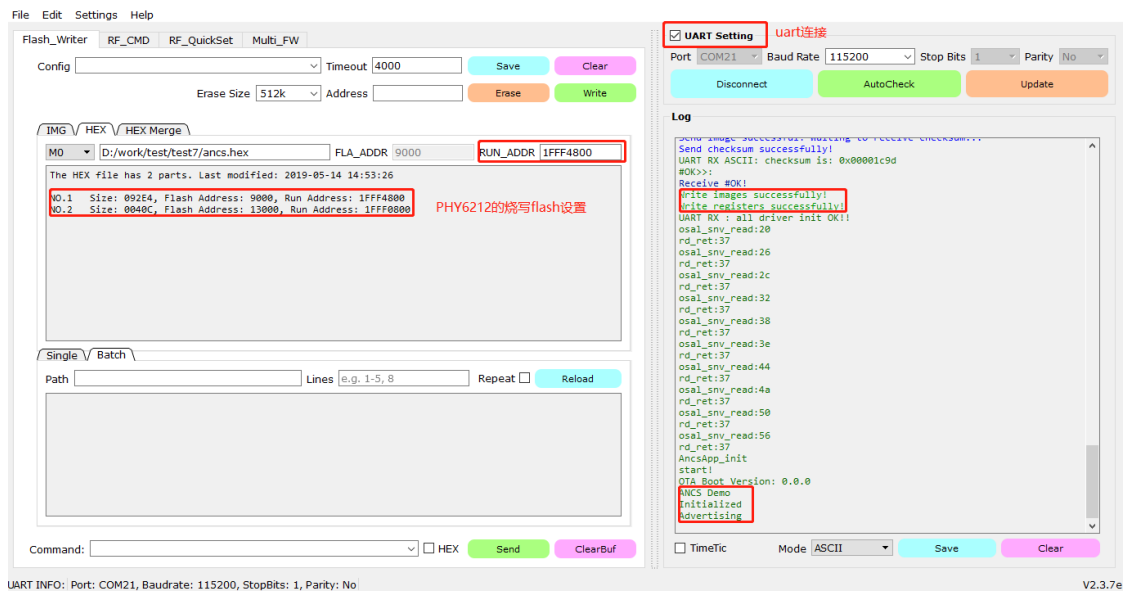 File Edit Settings Help
Flash_Writer RF_CMD RF_QuickSet Multi_FW
Config Timeout 4000 Save Clear
Erase Size 512k Address Erase Write
IMG HEX HEX Merge
M0 D:/work/test/test7/ancs.hex FLA_ADDR 9000 RUN_ADDR 1FFF4800
The HEX file has 2 parts. Last modified: 2019-05-14 14:53:26
NO.1 Size: 092E4, Flash Address: 9000, Run Address: 1FFF4800
NO.2 Size: 0040C, Flash Address: 13000, Run Address: 1FFF0800
PHY6212的烧写flash设置
Single Batch
Path Lines e.g. 1-5, 8 Repeat Reload
Command: HEX Send ClearBuf
UART Setting uart连接
Port COM21 Baud Rate 115200 Stop Bits 1 Parity No
Disconnect AutoCheck Update
Log
Send image successful! Waiting to receive checksum...
Send checksum successfully!
UART RX ASCII: checksum is: 0x00001c9d
#OK>>:
Receive #OK!
Write images successfully!
Write registers successfully!
UART RX : all driver init OK!!
osal_snv_read:20
rd_ret:37
osal_snv_read:26
rd_ret:37
osal_snv_read:2c
rd_ret:37
osal_snv_read:32
rd_ret:37
osal_snv_read:38
rd_ret:37
osal_snv_read:3e
rd_ret:37
osal_snv_read:44
rd_ret:37
osal_snv_read:4a
rd_ret:37
osal_snv_read:50
rd_ret:37
osal_snv_read:56
rd_ret:37
AncsApp_init
start!
OTA Boot Version: 0.0.0
ANCS Demo
Initialized
Advertising
TimeTic Mode ASCII Save Clear
UART INFO: Port: COM21, Baudrate: 115200, StopBits: 1, Parity: No
V2.3.7e